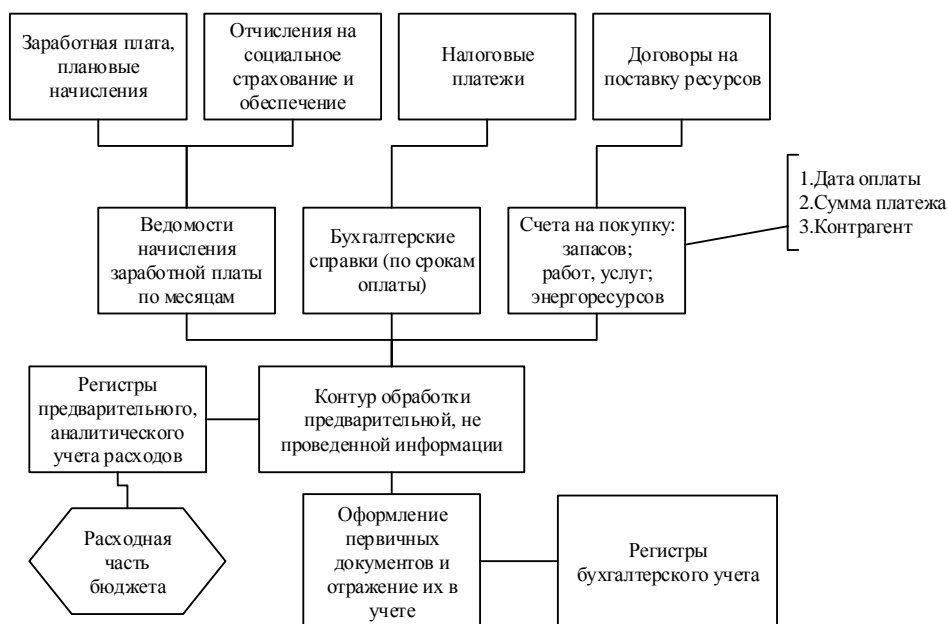 Заработная плата,
плановые
начисления
Отчисления на
социальное
страхование и
обеспечение
Налоговые
платежи
Договоры на
поставку ресурсов
1.Дата оплаты
2.Сумма платежа
3.Контрагент
Ведомости
начисления
заработной платы
по месяцам
Бухгалтерские
справки (по срокам
оплаты)
Счета на покупку:
запасов;
работ, услуг;
энергоресурсов
Регистры
предварительного,
аналитического
учета расходов
Контур обработки
предварительной, не
проведенной информации
Расходная
часть
бюджета
Оформление
первичных
документов и
отражение их в
учете
Регистры
бухгалтерского учета